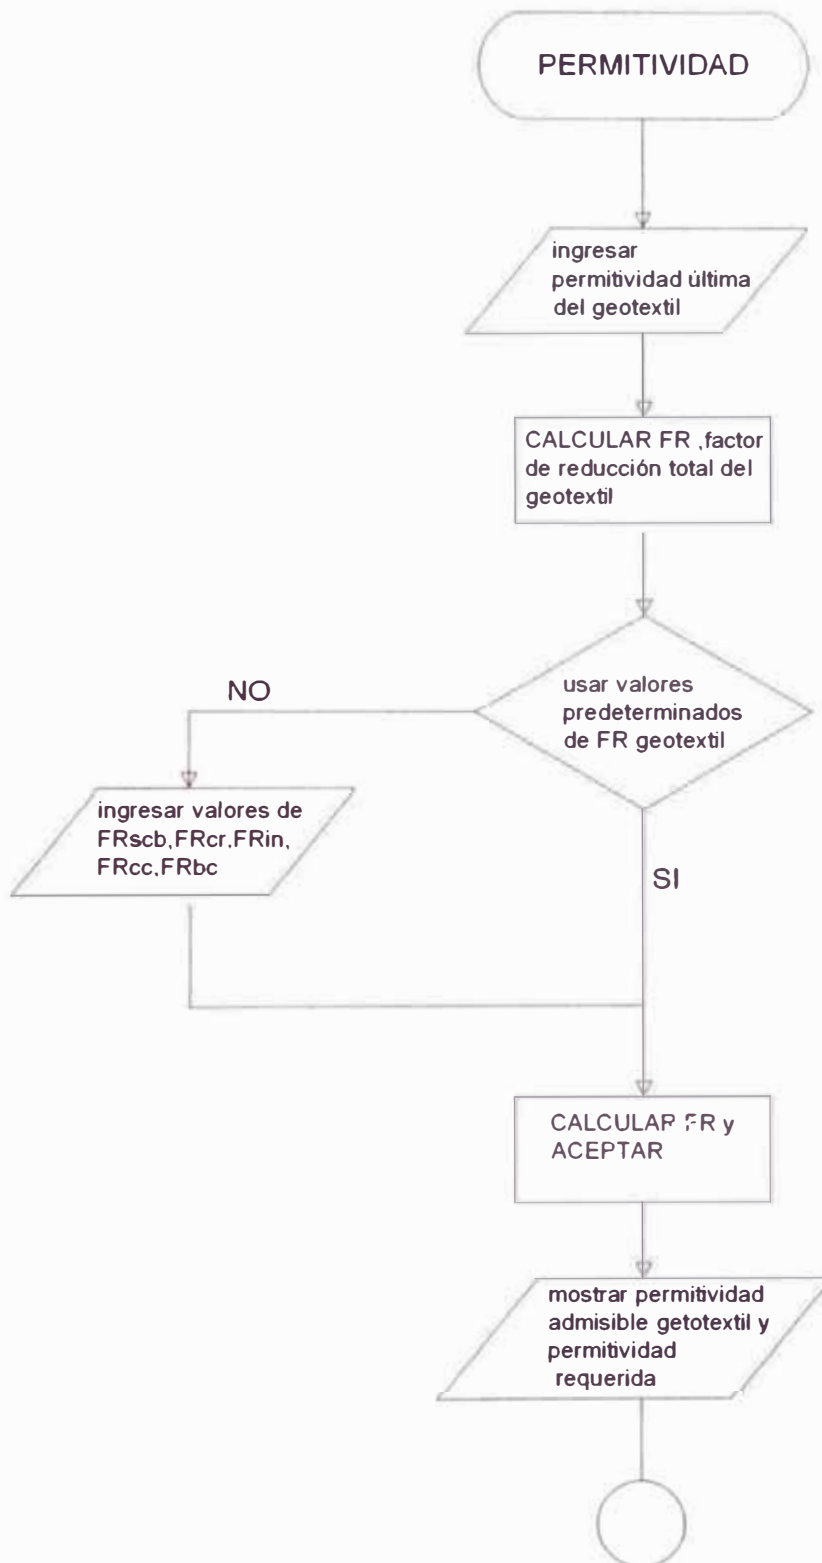 PERMITIVIDAD
ingresar
permitividad última
del geotextil
CALCULAR FR ,factor
de reducción total del
geotextil
usar valores
predeterminados
de FR geotextil
NO
ingresar valores de
FRscb,FRcr,FRin,
FRcc,FRbc
SI
CALCULAR FR y
ACEPTAR
mostrar permitividad
admisible getotextil y
permitividad
requerida